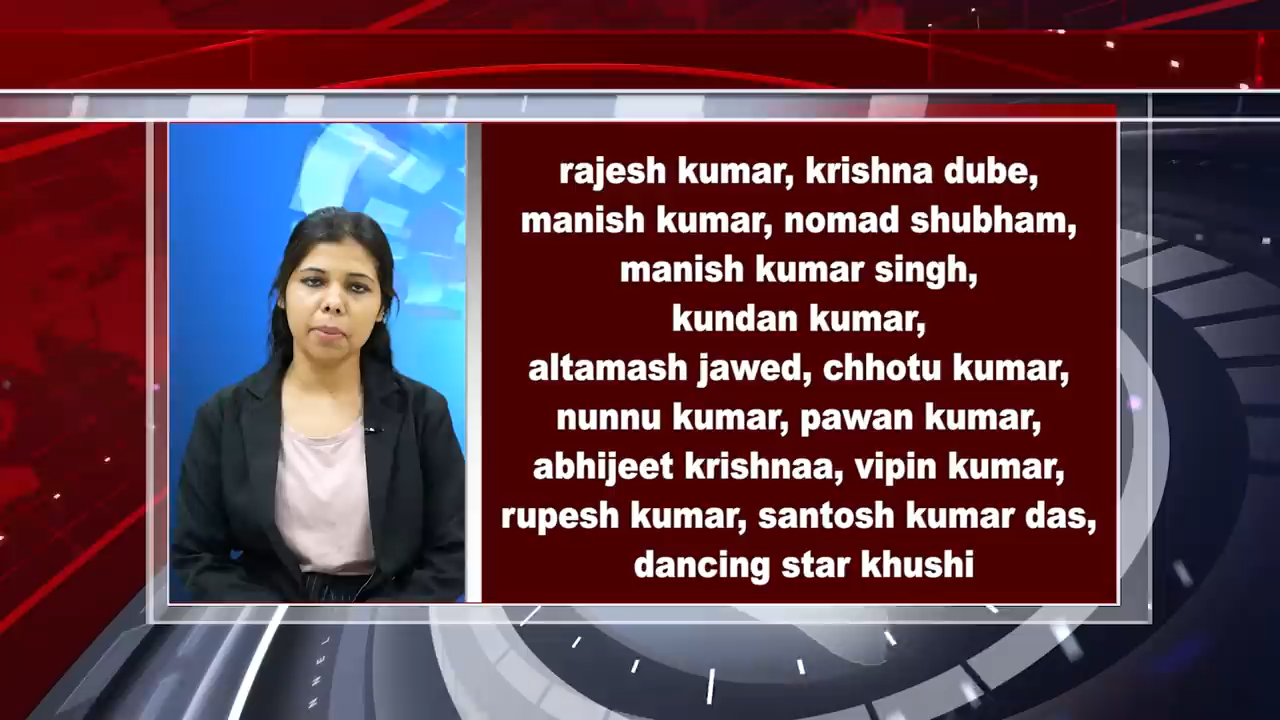 rajesh kumar, krishna dube,
manish kumar, nomad shubham,
manish kumar singh,
kundan kumar,
altamash jawed, chhotu kumar,
nunnu kumar, pawan kumar,
abhijeet krishnaa, vipin kumar,
rupesh kumar, santosh kumar das,
dancing star khushi